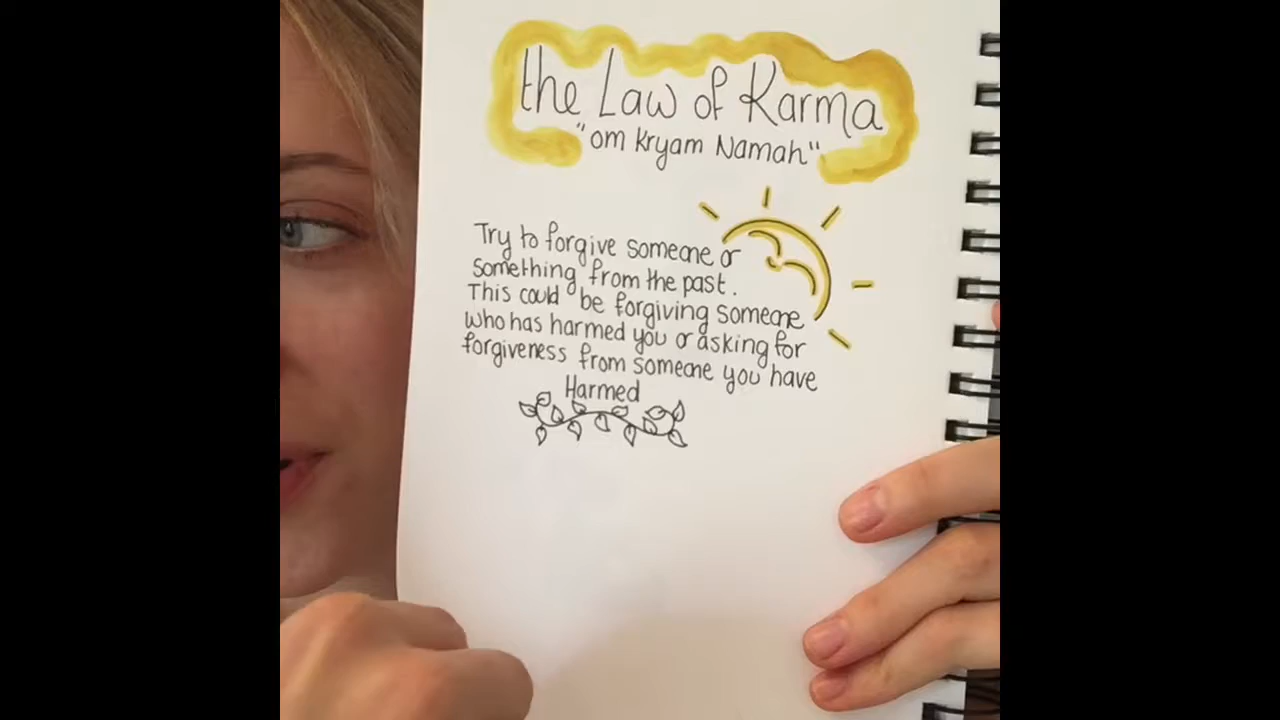 the Law of Karma
"om Kryam Namah"
Try to forgive someone or
something from the past.
This could be forgiving someone
who has harmed you or asking for
forgiveness from someone you have
Harmed